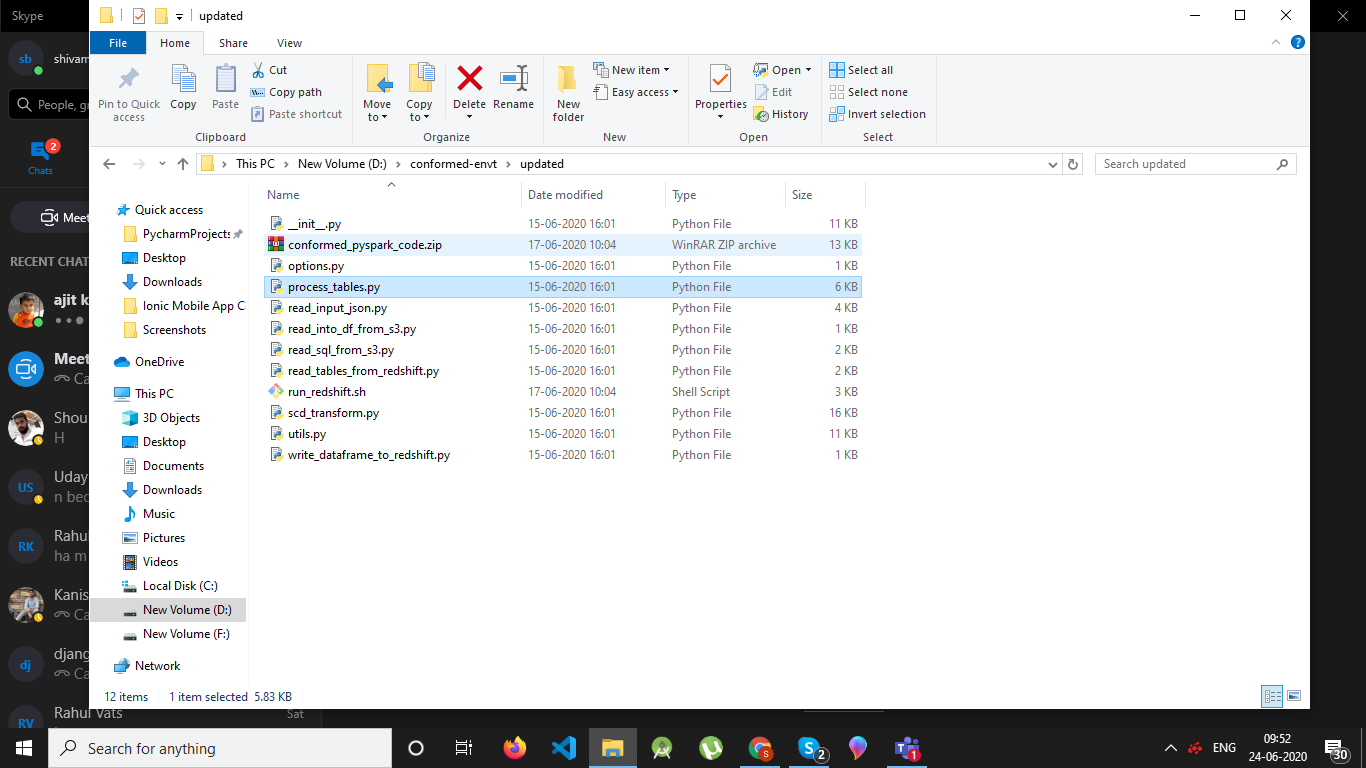 Skype
updated
sb
shivam
File
Home
Share
View
?
Pin to Quick access
Copy
Paste
Cut
Copy path
Paste shortcut
Clipboard
Move to
Copy to
Delete
Rename
Organize
New folder
New item
Easy access
New
Properties
Open
Edit
History
Open
Select all
Select none
Invert selection
Select
This PC
New Volume (D:)
conformed-envt
updated
Search updated
People, gr
2
Chats
Meet
RECENT CHAT
ajit k
Meet
Ca
Shou
H
US
Uday
n bec
RK
Rahul
ha m
Kanis
Ca
dj
djang
Ca
RV
Rahul Vats
Sat
Quick access
PycharmProjects
Desktop
Downloads
Ionic Mobile App C
Screenshots
OneDrive
This PC
3D Objects
Desktop
Documents
Downloads
Music
Pictures
Videos
Local Disk (C:)
New Volume (D:)
New Volume (F:)
Network
Name Date modified Type Size
__init__.py 15-06-2020 16:01 Python File 11 KB
conformed_pyspark_code.zip 17-06-2020 10:04 WinRAR ZIP archive 13 KB
options.py 15-06-2020 16:01 Python File 1 KB
process_tables.py 15-06-2020 16:01 Python File 6 KB
read_input_json.py 15-06-2020 16:01 Python File 4 KB
read_into_df_from_s3.py 15-06-2020 16:01 Python File 1 KB
read_sql_from_s3.py 15-06-2020 16:01 Python File 2 KB
read_tables_from_redshift.py 15-06-2020 16:01 Python File 2 KB
run_redshift.sh 17-06-2020 10:04 Shell Script 3 KB
scd_transform.py 15-06-2020 16:01 Python File 16 KB
utils.py 15-06-2020 16:01 Python File 11 KB
write_dataframe_to_redshift.py 15-06-2020 16:01 Python File 1 KB
12 items 1 item selected 5.83 KB
Search for anything
S
2
1
ENG
09:52
24-06-2020
30